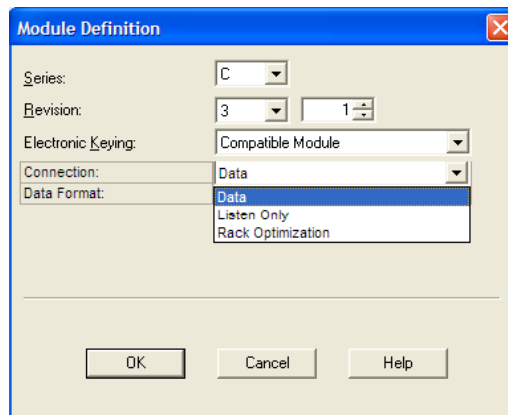 Module Definition
Series: C
Revision: 3 1
Electronic Keying: Compatible Module
Connection: Data
Data Format:
Data
Listen Only
Rack Optimization
OK Cancel Help